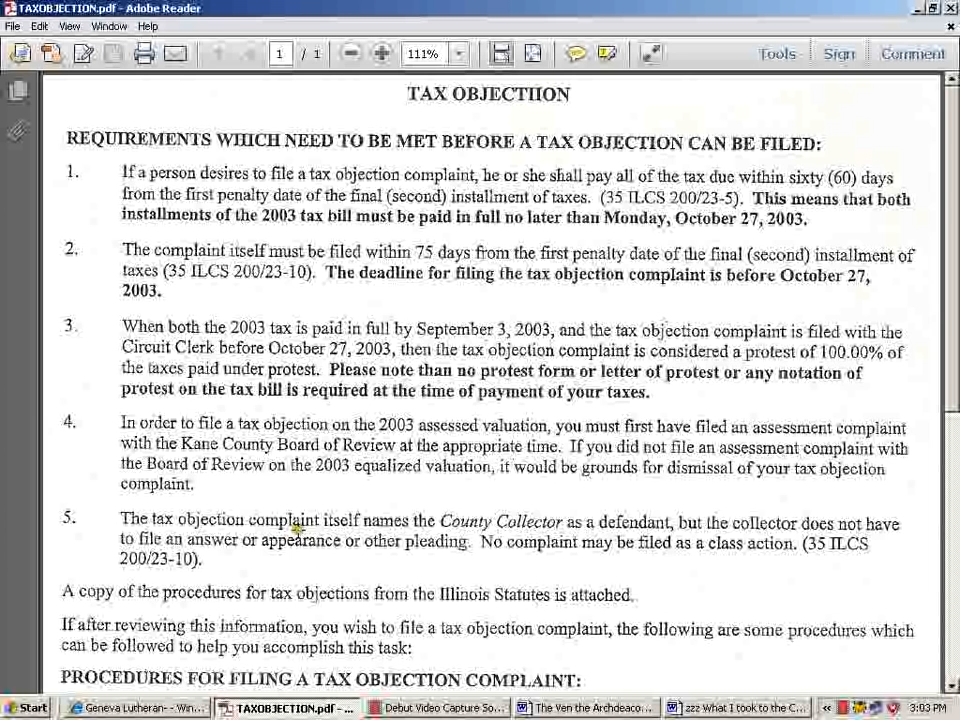 TAXOBJECTION.pdf - Adobe Reader
File Edit View Window Help
1 / 1 111% Tools Sign Comment
TAX OBJECTIION
REQUIREMENTS WHICH NEED TO BE MET BEFORE A TAX OBJECTION CAN BE FILED:
1. If a person desires to file a tax objection complaint, he or she shall pay all of the tax due within sixty (60) days
from the first penalty date of the final (second) installment of taxes. (35 ILCS 200/23-5). This means that both
installments of the 2003 tax bill must be paid in full no later than Monday, October 27, 2003.
2. The complaint itself must be filed within 75 days from the first penalty date of the final (second) installment of
taxes (35 ILCS 200/23-10). The deadline for filing the tax objection complaint is before October 27,
2003.
3. When both the 2003 tax is paid in full by September 3, 2003, and the tax objection complaint is filed with the
Circuit Clerk before October 27, 2003, then the tax objection complaint is considered a protest of 100.00% of
the taxes paid under protest. Please note than no protest form or letter of protest or any notation of
protest on the tax bill is required at the time of payment of your taxes.
4. In order to file a tax objection on the 2003 assessed valuation, you must first have filed an assessment complaint
with the Kane County Board of Review at the appropriate time. If you did not file an assessment complaint with
the Board of Review on the 2003 equalized valuation, it would be grounds for dismissal of your tax objection
complaint.
5. The tax objection complaint itself names the County Collector as a defendant, but the collector does not have
to file an answer or appearance or other pleading. No complaint may be filed as a class action. (35 ILCS
200/23-10).
A copy of the procedures for tax objections from the Illinois Statutes is attached.
If after reviewing this information, you wish to file a tax objection complaint, the following are some procedures which
can be followed to help you accomplish this task:
PROCEDURES FOR FILING A TAX OBJECTION COMPLAINT:
Start Geneva Lutheran- - Win... TAXOBJECTION.pdf - ... Debut Video Capture So... The Ven the Archdeaco... zzz What I took to the C... « 3:03 PM